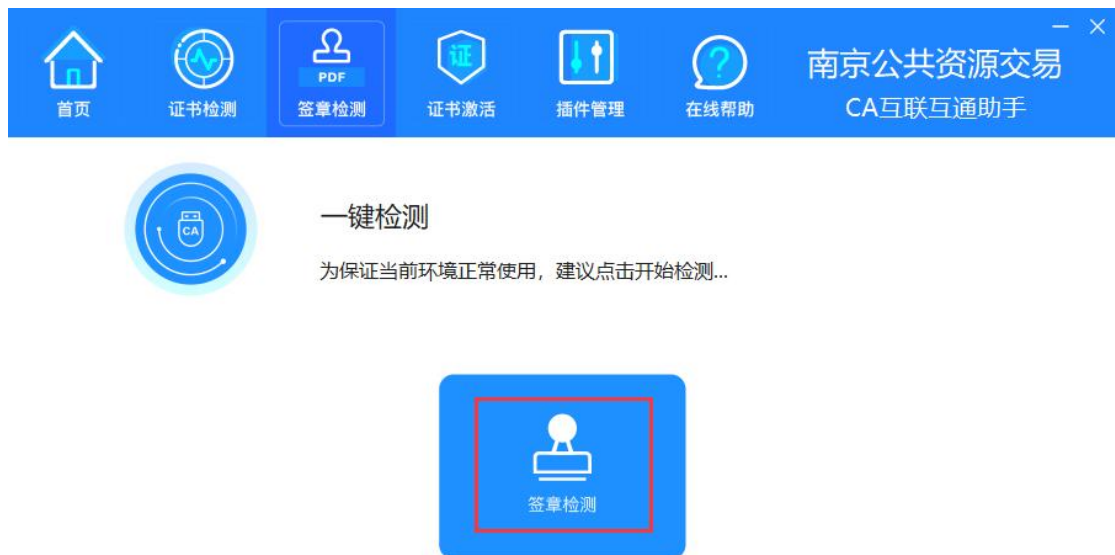 首页
证书检测
PDF
签章检测
证
证书激活
插件管理
?
在线帮助
南京公共资源交易
CA互联互通助手
CA
一键检测
为保证当前环境正常使用，建议点击开始检测...
签章检测